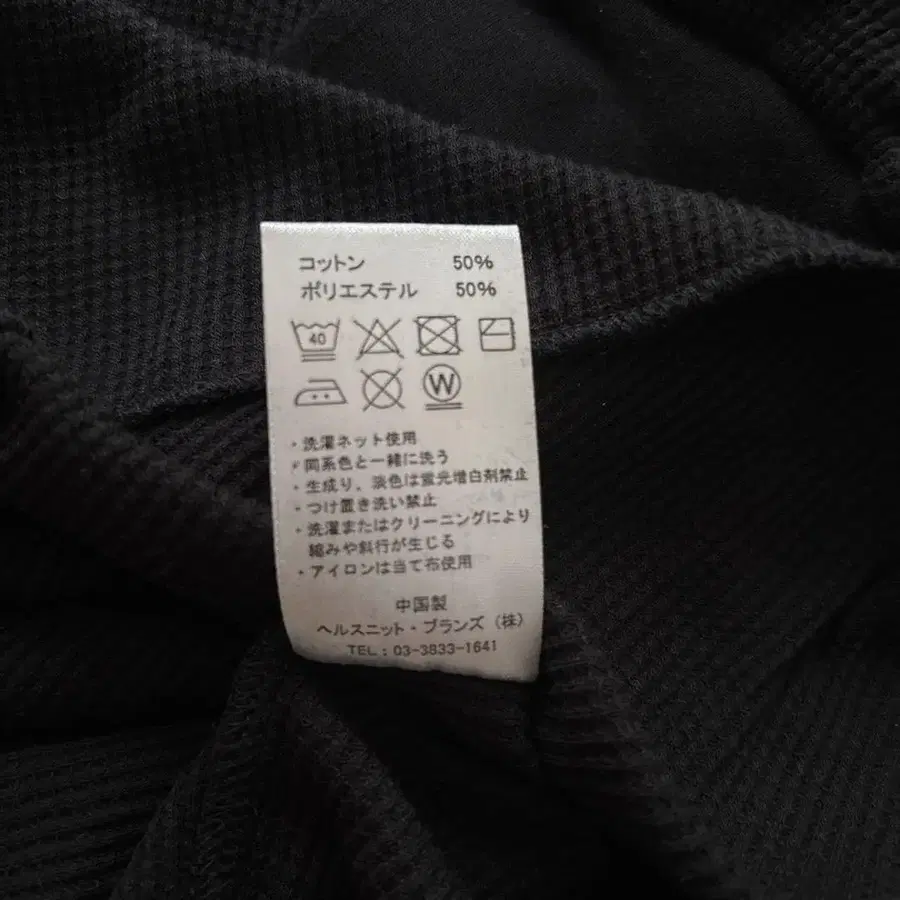 コットン 50%
ポリエステル 50%
40
W
・洗濯ネット使用
・同系色と一緒に洗う
・生成り、淡色は蛍光増白剤禁止
・つけ置き洗い禁止
・洗濯またはクリーニングにより
縮みや斜行が生じる
・アイロンは当て布使用
中国製
ヘルスニット・ブランズ(株)
TEL:03-3833-1641